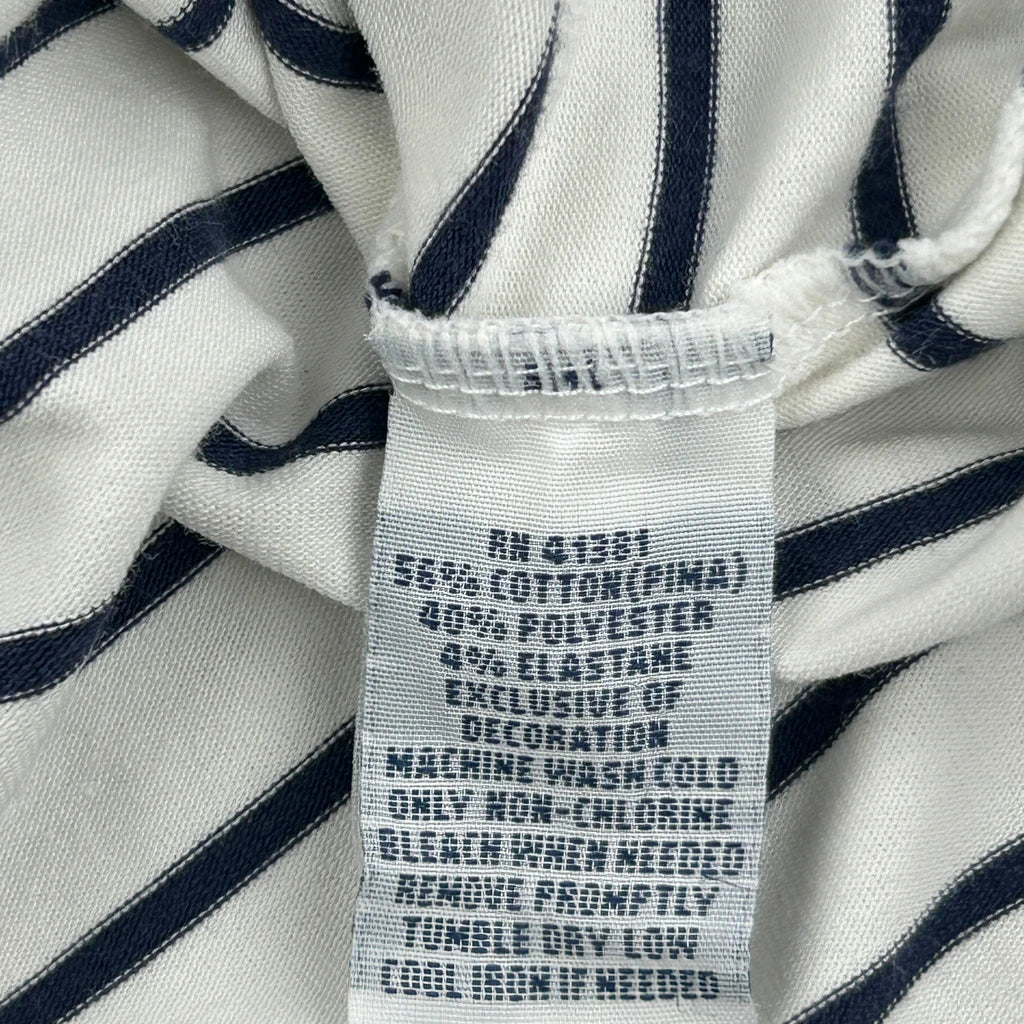 RN 41381
56% COTTON(PIMA)
40% POLYESTER
4% ELASTANE
EXCLUSIVE OF
DECORATION
MACHINE WASH COLD
ONLY NON-CHLORINE
BLEACH WHEN NEEDED
REMOVE PROMPTLY
TUMBLE DRY LOW
COOL IRON IF NEEDED